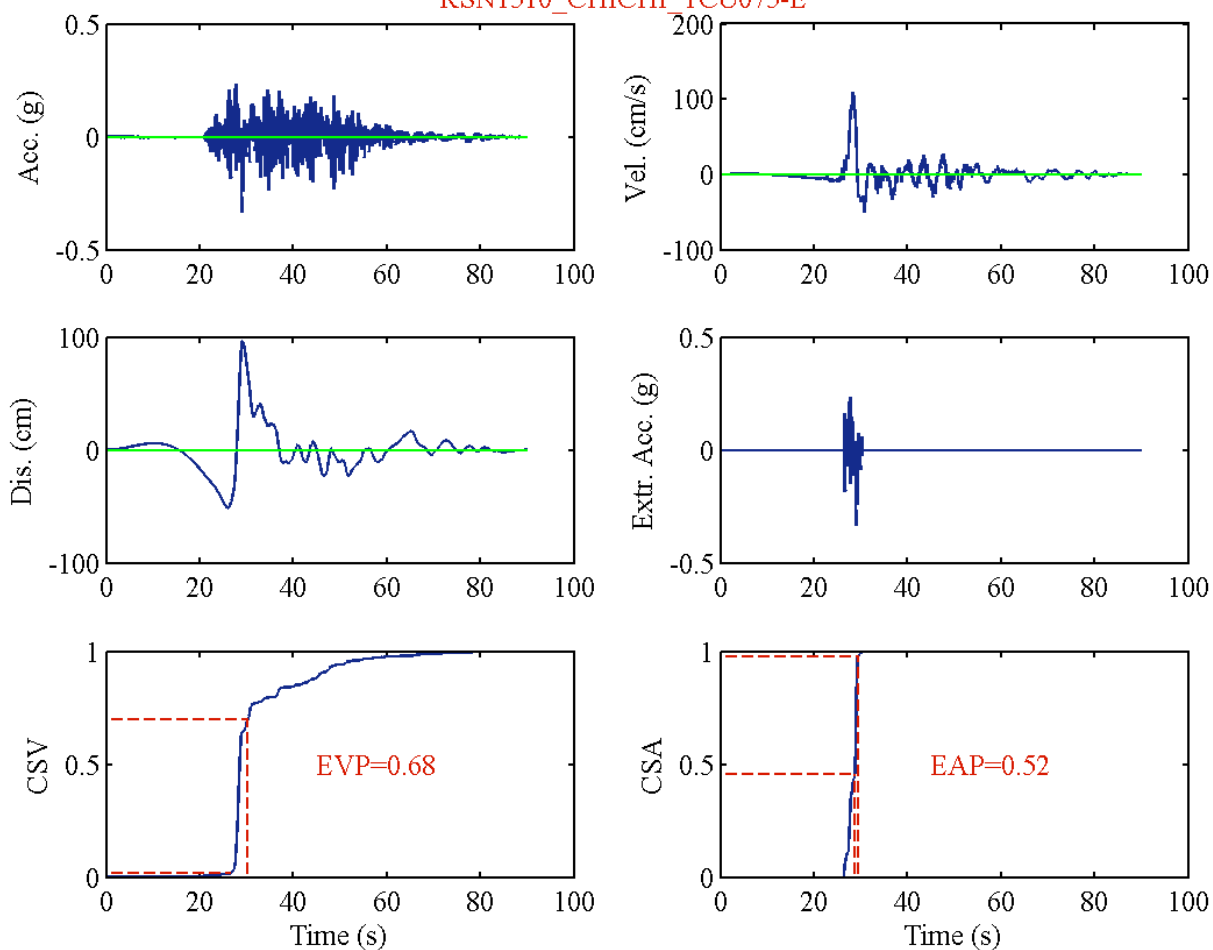 RSN1510_CHICHI_TCU075-E
0.5
0
-0.5
Acc. (g)
0 20 40 60 80 100
200
100
0
-100
Vel. (cm/s)
0 20 40 60 80 100
100
0
-100
Dis. (cm)
0 20 40 60 80 100
0.5
0
-0.5
Extr. Acc. (g)
0 20 40 60 80 100
1
0.5
0
CSV
EVP=0.68
0 20 40 60 80 100
Time (s)
1
0.5
0
CSA
EAP=0.52
0 20 40 60 80 100
Time (s)